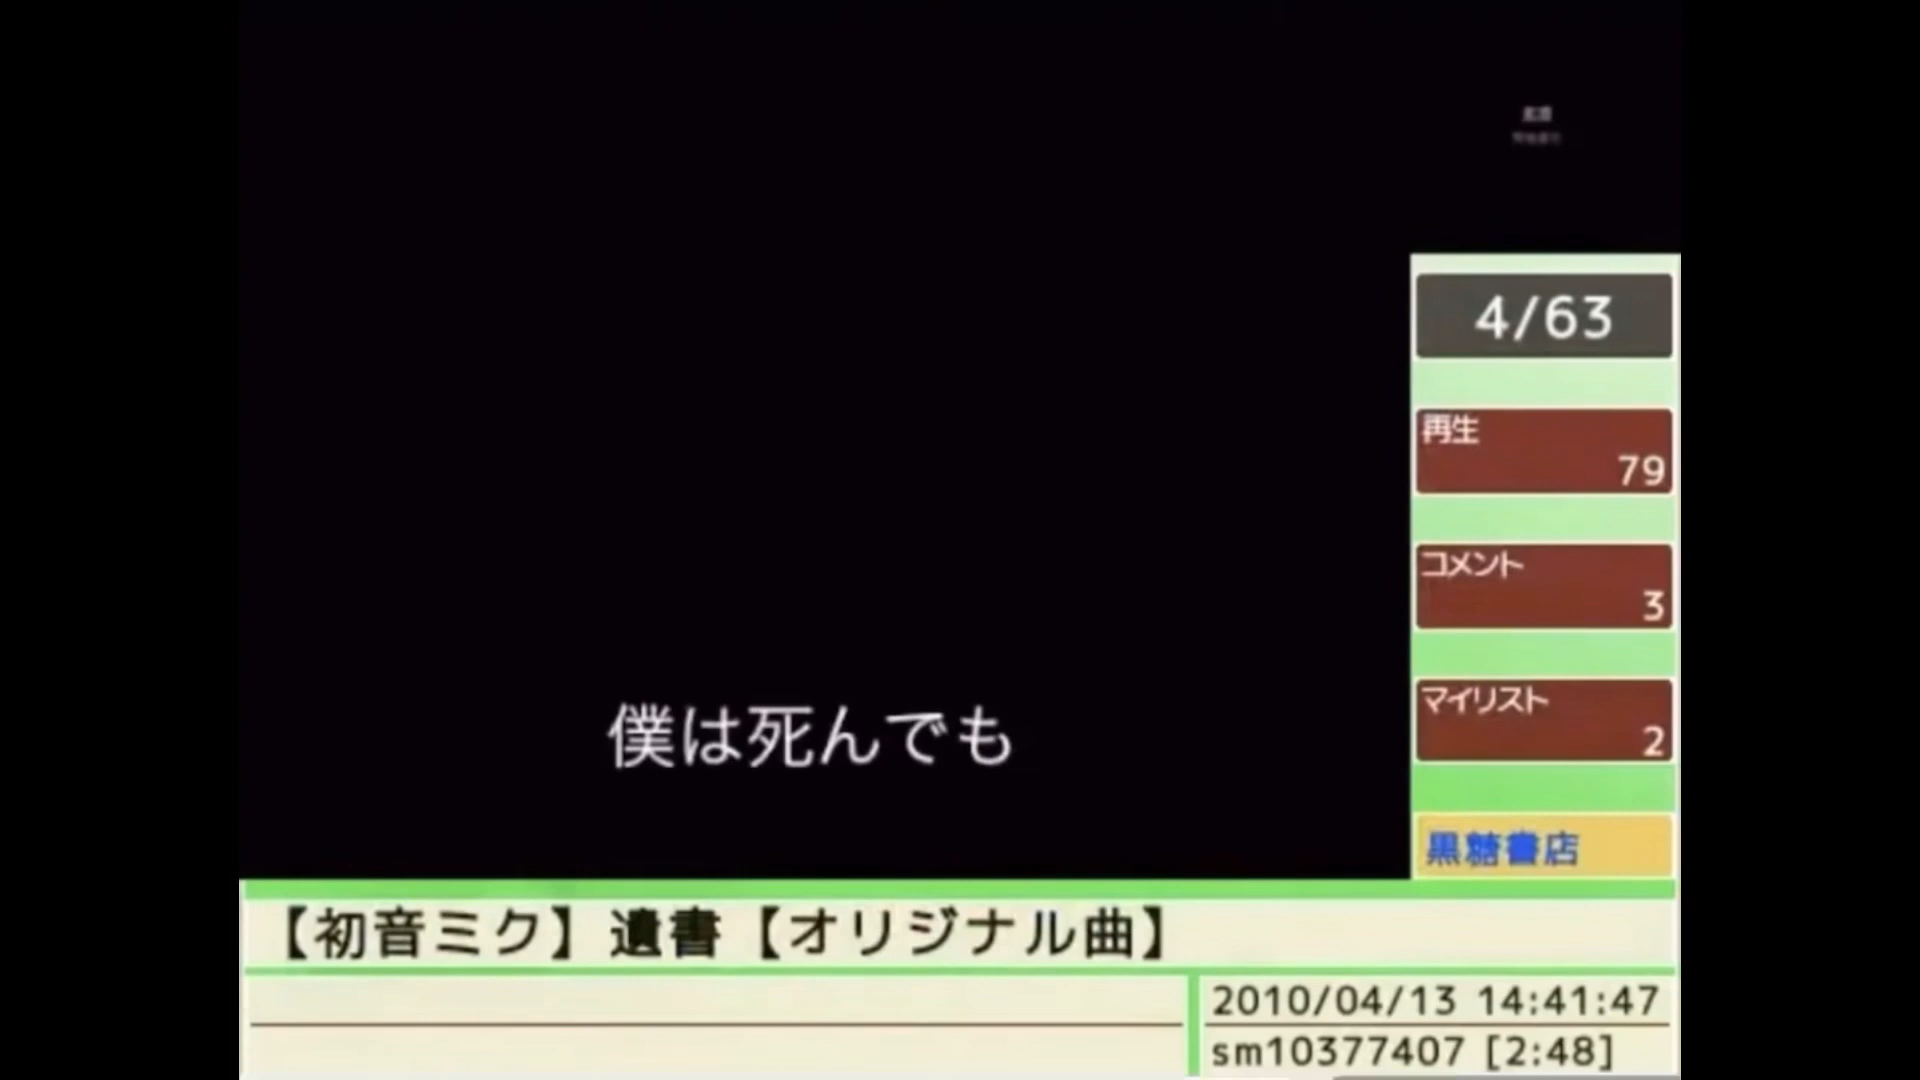 4/63
再生
79
コメント
3
マイリスト
2
僕は死んでも
黒糖書店
【初音ミク】遺書【オリジナル曲】
2010/04/13 14:41:47
sm10377407 [2:48]